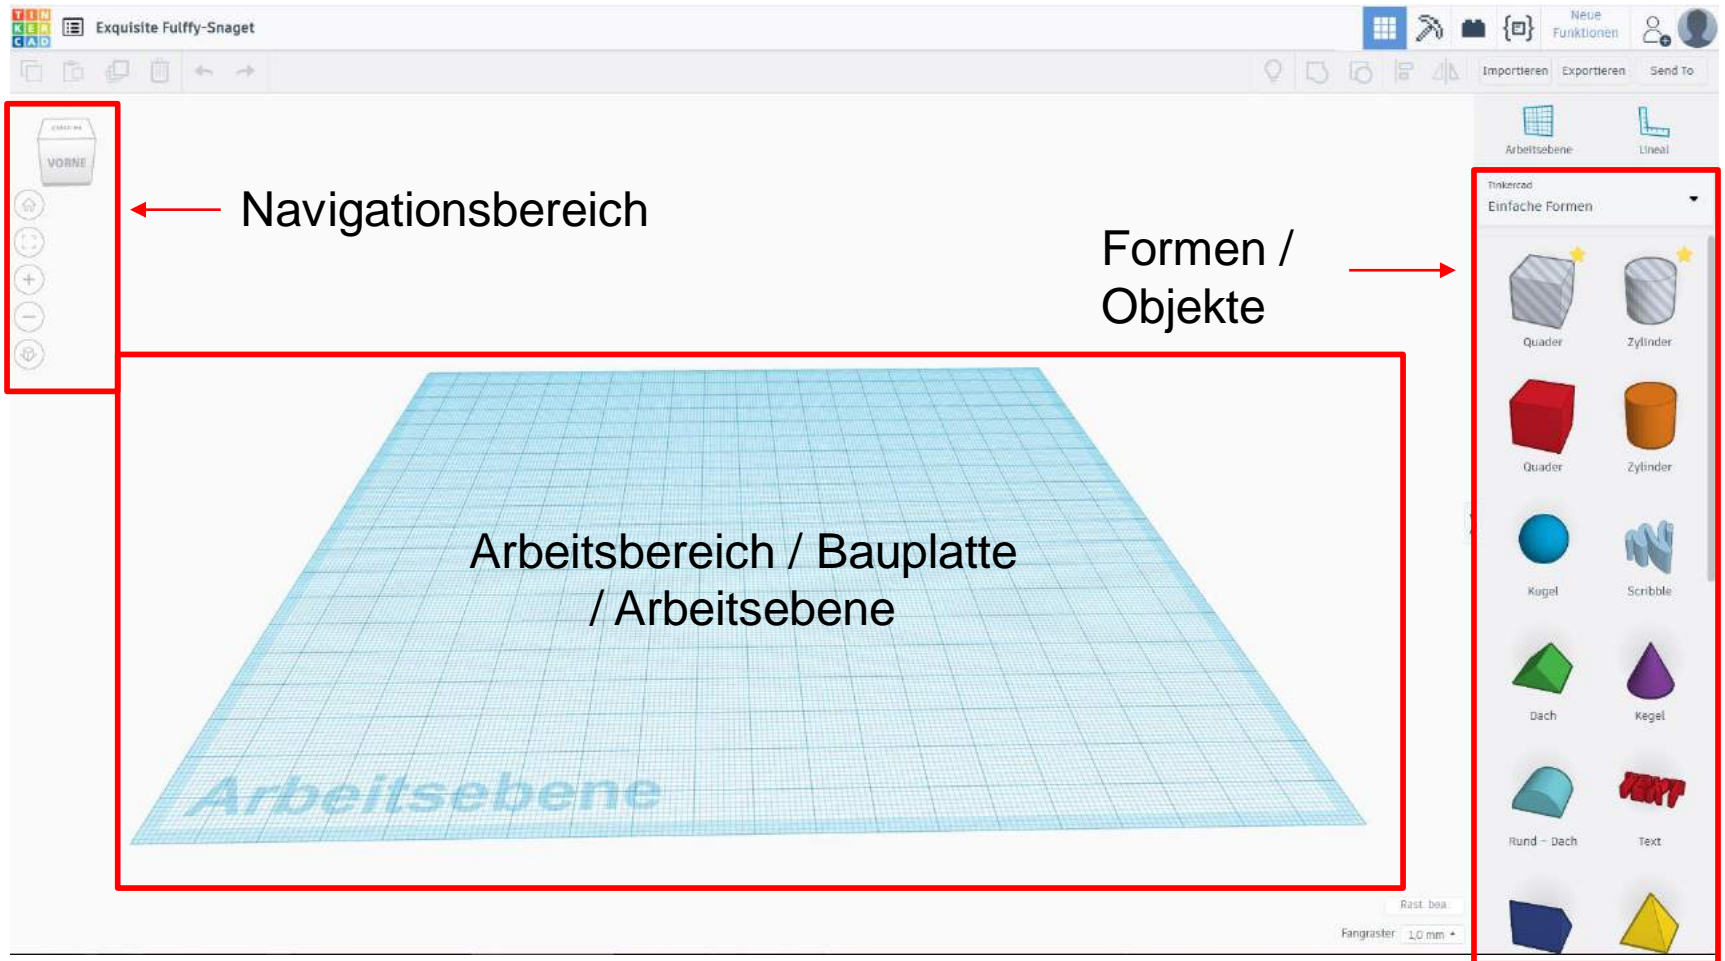 TIN
KER
CAD
Exquisite Fulffy-Snaget
Neue
Funktionen
Importieren
Exportieren
Send To
VORNE
Arbeitsebene
Lineal
Navigationsbereich
Tinkercad
Einfache Formen
Formen /
Objekte
Quader
Zylinder
Quader
Zylinder
Arbeitsbereich / Bauplatte
/ Arbeitsebene
Kugel
Scribble
Dach
Kegel
Arbeitsebene
TEXT
Rund - Dach
Text
Rast. bea.
Fangraster
1,0 mm